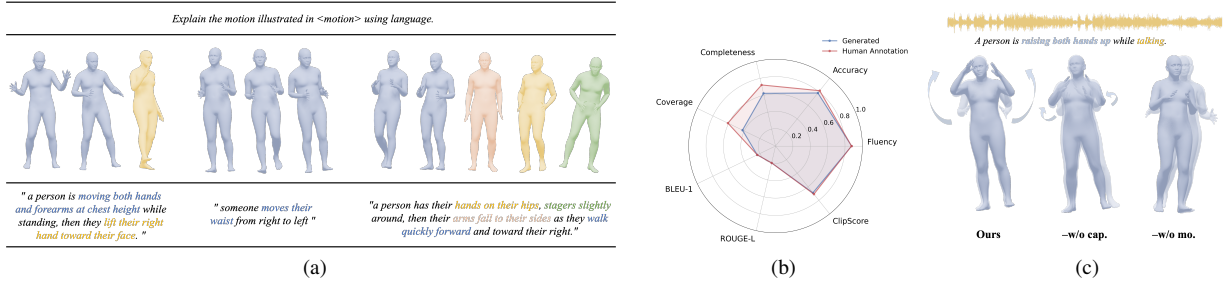 Explain the motion illustrated in <motion> using language.
" a person is moving both hands
and forearms at chest height while
standing, then they lift their right
hand toward their face. "
" someone moves their
waist from right to left "
"a person has their hands on their hips, stagers slightly
around, then their arms fall to their sides as they walk
quickly forward and toward their right."
(a)
Generated
Human Annotation
Completeness
Accuracy
Coverage
1.0
0.8
0.6
0.4
0.2
Fluency
BLEU-1
ClipScore
ROUGE-L
(b)
A person is raising both hands up while talking.
Ours
–w/o cap.
–w/o mo.
(c)